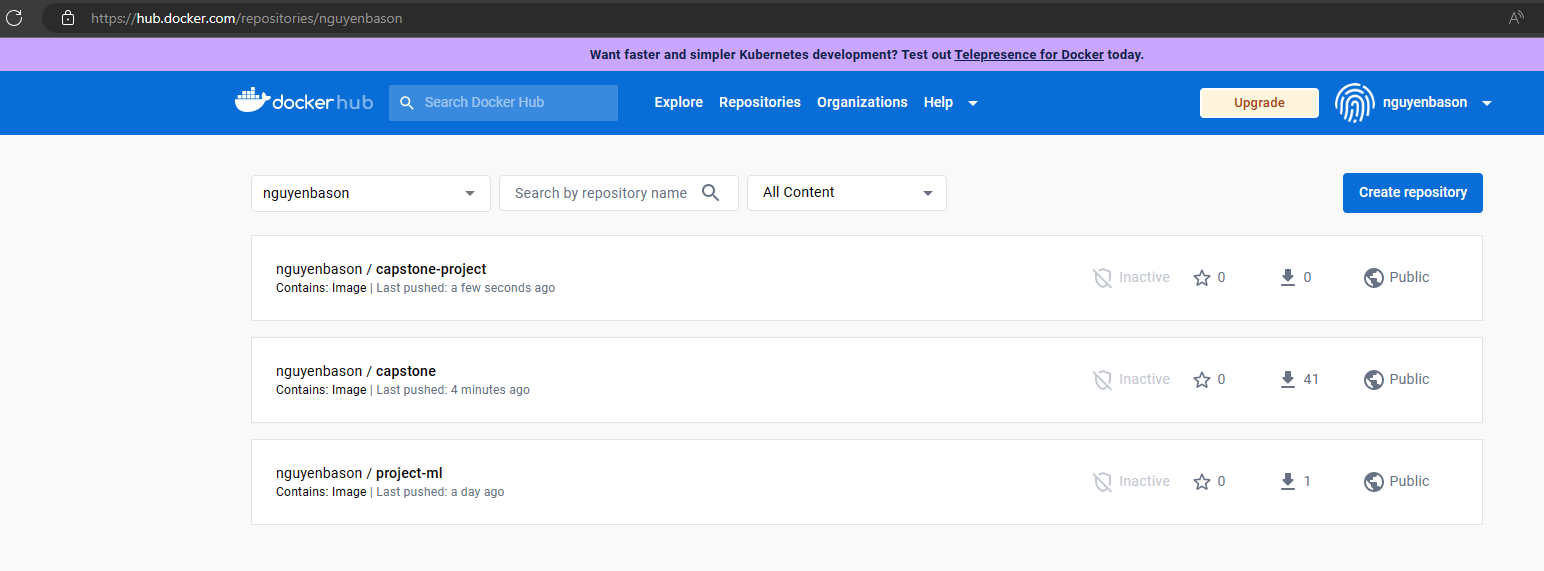 https://hub.docker.com/repositories/nguyenbason
Want faster and simpler Kubernetes development? Test out Telepresence for Docker today.
dockerhub Search Docker Hub Explore Repositories Organizations Help Upgrade nguyenbason
nguyenbason Search by repository name All Content Create repository
nguyenbason / capstone-project
Contains: Image | Last pushed: a few seconds ago
Inactive 0 0 Public
nguyenbason / capstone
Contains: Image | Last pushed: 4 minutes ago
Inactive 0 41 Public
nguyenbason / project-ml
Contains: Image | Last pushed: a day ago
Inactive 0 1 Public